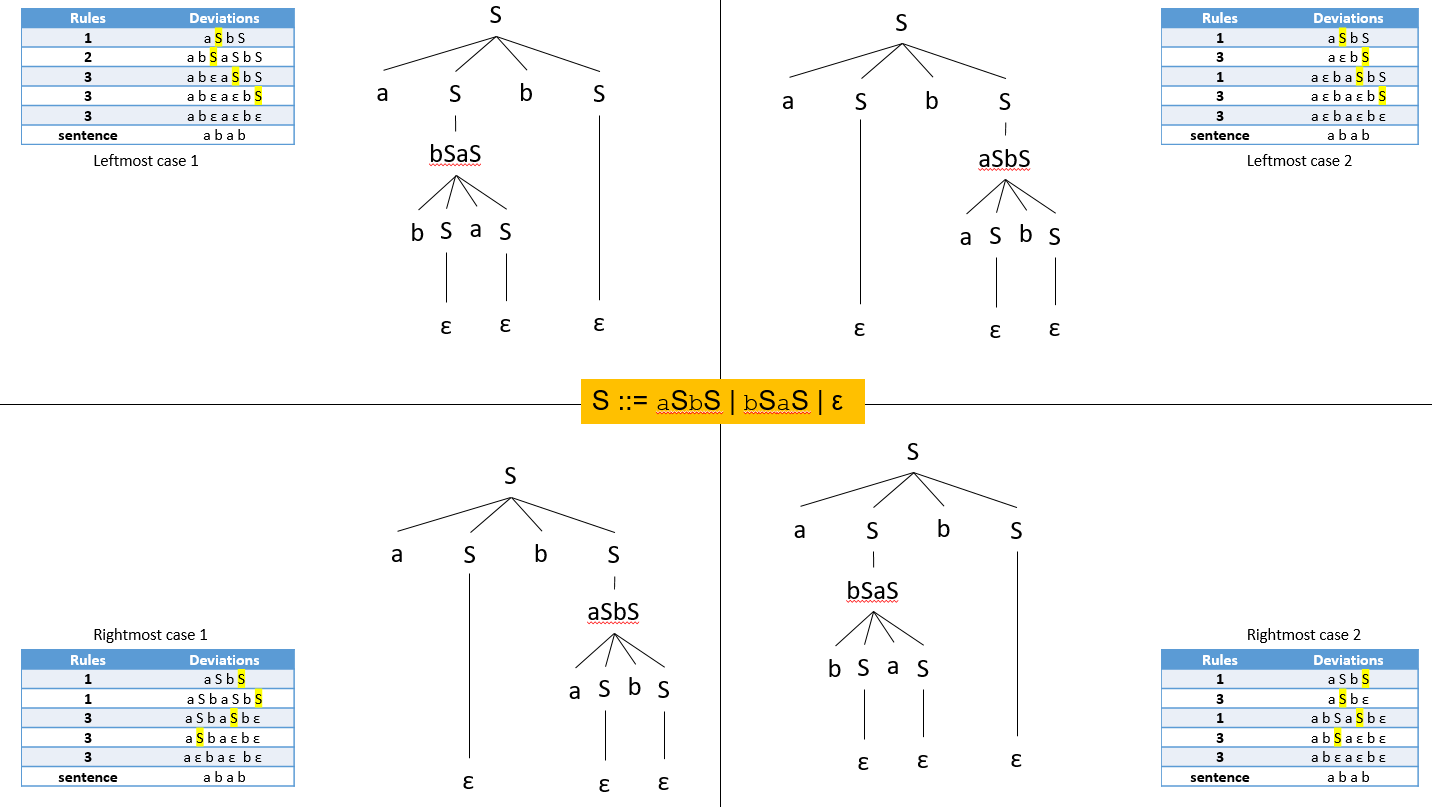 Rules Deviations
1 a S b S
2 a b S a S b S
3 a b ε a S b S
3 a b ε a ε b S
3 a b ε a ε b ε
sentence a b a b
Leftmost case 1
S
a S b S
bSaS
b S a S
ε ε ε
S
a S b S
aSbS
a S b S
ε ε ε
Rules Deviations
1 a S b S
3 a ε b S
1 a ε b a S b S
3 a ε b a ε b S
3 a ε b a ε b ε
sentence a b a b
Leftmost case 2
S ::= aSbS | bSaS | ε
Rightmost case 1
Rules Deviations
1 a S b S
1 a S b a S b S
3 a S b a S b ε
3 a S b a ε b ε
3 a ε b a ε b ε
sentence a b a b
S
a S b S
aSbS
a S b S
ε ε ε
S
a S b S
bSaS
b S a S
ε ε ε
Rightmost case 2
Rules Deviations
1 a S b S
3 a S b ε
1 a b S a S b ε
3 a b S a ε b ε
3 a b ε a ε b ε
sentence a b a b